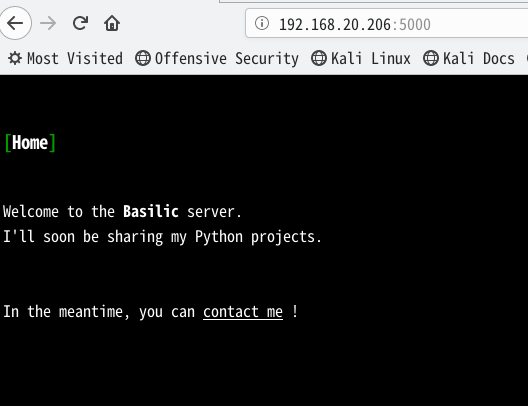 192.168.20.206:5000
Most Visited Offensive Security Kali Linux Kali Docs
[Home]
Welcome to the Basilic server.
I'll soon be sharing my Python projects.
In the meantime, you can contact me !